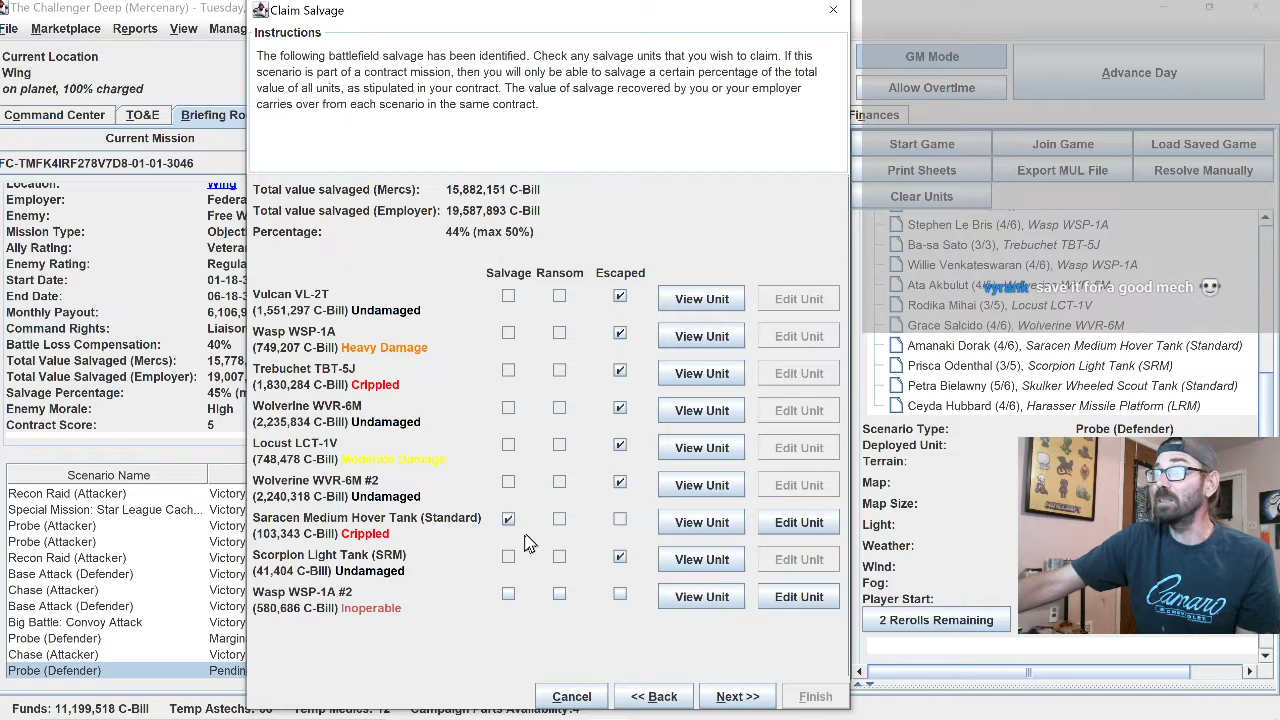 The Challenger Deep (Mercenary) - Tuesday,
File Marketplace Reports View Manag
Current Location
Wing
on planet, 100% charged
Command Center TO&E Briefing Ro
Current Mission
FC-TMFK4IRF278V7D8-01-01-3046
Location: Wing
Employer: Federa
Enemy: Free W
Mission Type: Object
Ally Rating: Veterar
Enemy Rating: Regula
Start Date: 01-18-3
End Date: 06-18-3
Monthly Payout: 6,106,9
Command Rights: Liaison
Battle Loss Compensation: 40%
Total Value Salvaged (Mercs): 15,778,
Total Value Salvaged (Employer): 19,007,
Salvage Percentage: 45% (m
Enemy Morale: High
Contract Score: 5
Scenario Name
Recon Raid (Attacker) Victory
Special Mission: Star League Cach... Victory
Probe (Attacker) Victory
Probe (Attacker) Victory
Recon Raid (Attacker) Victory
Base Attack (Defender) Victory
Chase (Attacker) Victory
Base Attack (Defender) Victory
Big Battle: Convoy Attack Victory
Probe (Defender) Margin
Chase (Attacker) Victory
Probe (Defender) Pendin
Funds: 11,199,518 C-Bill Temp Astechs: 66 Temp Medics: 12 Campaign Parts Availability:4
Claim Salvage
Instructions
The following battlefield salvage has been identified. Check any salvage units that you wish to claim. If this
scenario is part of a contract mission, then you will only be able to salvage a certain percentage of the total
value of all units, as stipulated in your contract. The value of salvage recovered by you or your employer
carries over from each scenario in the same contract.
Total value salvaged (Mercs): 15,882,151 C-Bill
Total value salvaged (Employer): 19,587,893 C-Bill
Percentage: 44% (max 50%)
Salvage Ransom Escaped
Vulcan VL-2T
(1,551,297 C-Bill) Undamaged
View Unit Edit Unit
Wasp WSP-1A
(749,207 C-Bill) Heavy Damage
View Unit Edit Unit
Trebuchet TBT-5J
(1,830,284 C-Bill) Crippled
View Unit Edit Unit
Wolverine WVR-6M
(2,235,834 C-Bill) Undamaged
View Unit Edit Unit
Locust LCT-1V
(748,478 C-Bill) Moderate Damage
View Unit Edit Unit
Wolverine WVR-6M #2
(2,240,318 C-Bill) Undamaged
View Unit Edit Unit
Saracen Medium Hover Tank (Standard)
(103,343 C-Bill) Crippled
View Unit Edit Unit
Scorpion Light Tank (SRM)
(41,404 C-Bill) Undamaged
View Unit Edit Unit
Wasp WSP-1A #2
(580,686 C-Bill) Inoperable
View Unit Edit Unit
Cancel << Back Next >> Finish
GM Mode
Allow Overtime
Advance Day
Finances
Start Game Join Game Load Saved Game
Print Sheets Export MUL File Resolve Manually
Clear Units
Stephen Le Bris (4/6), Wasp WSP-1A
Ba-sa Sato (3/3), Trebuchet TBT-5J
Willie Venkateswaran (4/6), Wasp WSP-1A
Ata Akbulut (4/6),
vyrank save it for a good mech
Rodika Mihai (3/5), Locust LCT-1V
Grace Salcido (4/6), Wolverine WVR-6M
Amanaki Dorak (4/6), Saracen Medium Hover Tank (Standard)
Prisca Odenthal (3/5), Scorpion Light Tank (SRM)
Petra Bielawny (5/6), Skulker Wheeled Scout Tank (Standard)
Ceyda Hubbard (4/6), Harasser Missile Platform (LRM)
Scenario Type: Probe (Defender)
Deployed Unit:
Terrain:
Map:
Map Size:
Light:
Weather:
Wind:
Fog:
Player Start:
2 Rerolls Remaining
Camaro
BY CHEVROLET